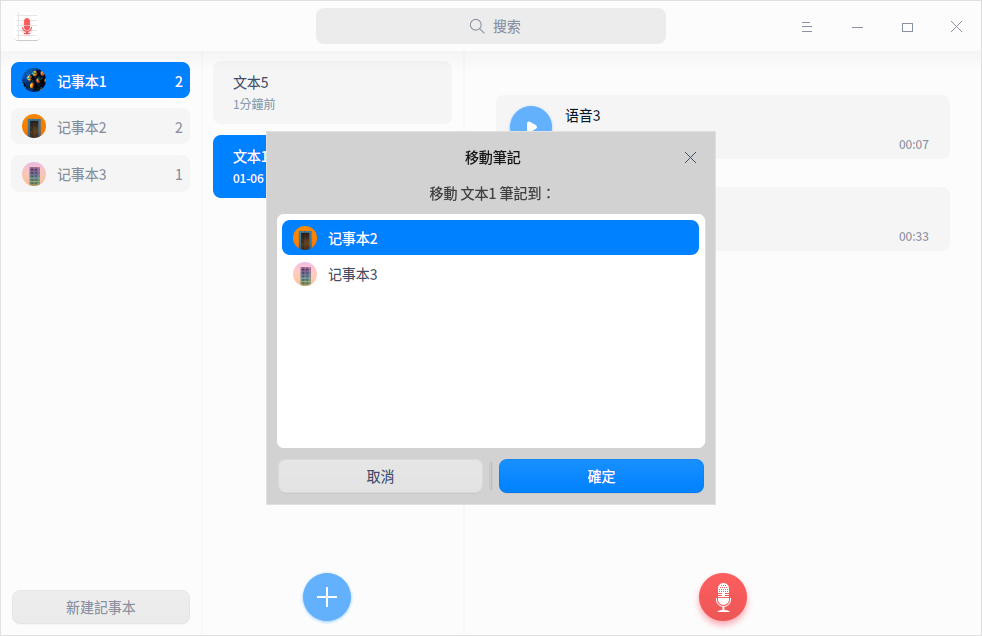 搜索
记事本1 2
记事本2 2
记事本3 1
新建記事本
文本5
1分鐘前
文本1
01-06
语音3
00:07
00:33
移動筆記
移動 文本1 筆記到：
记事本2
记事本3
取消
確定